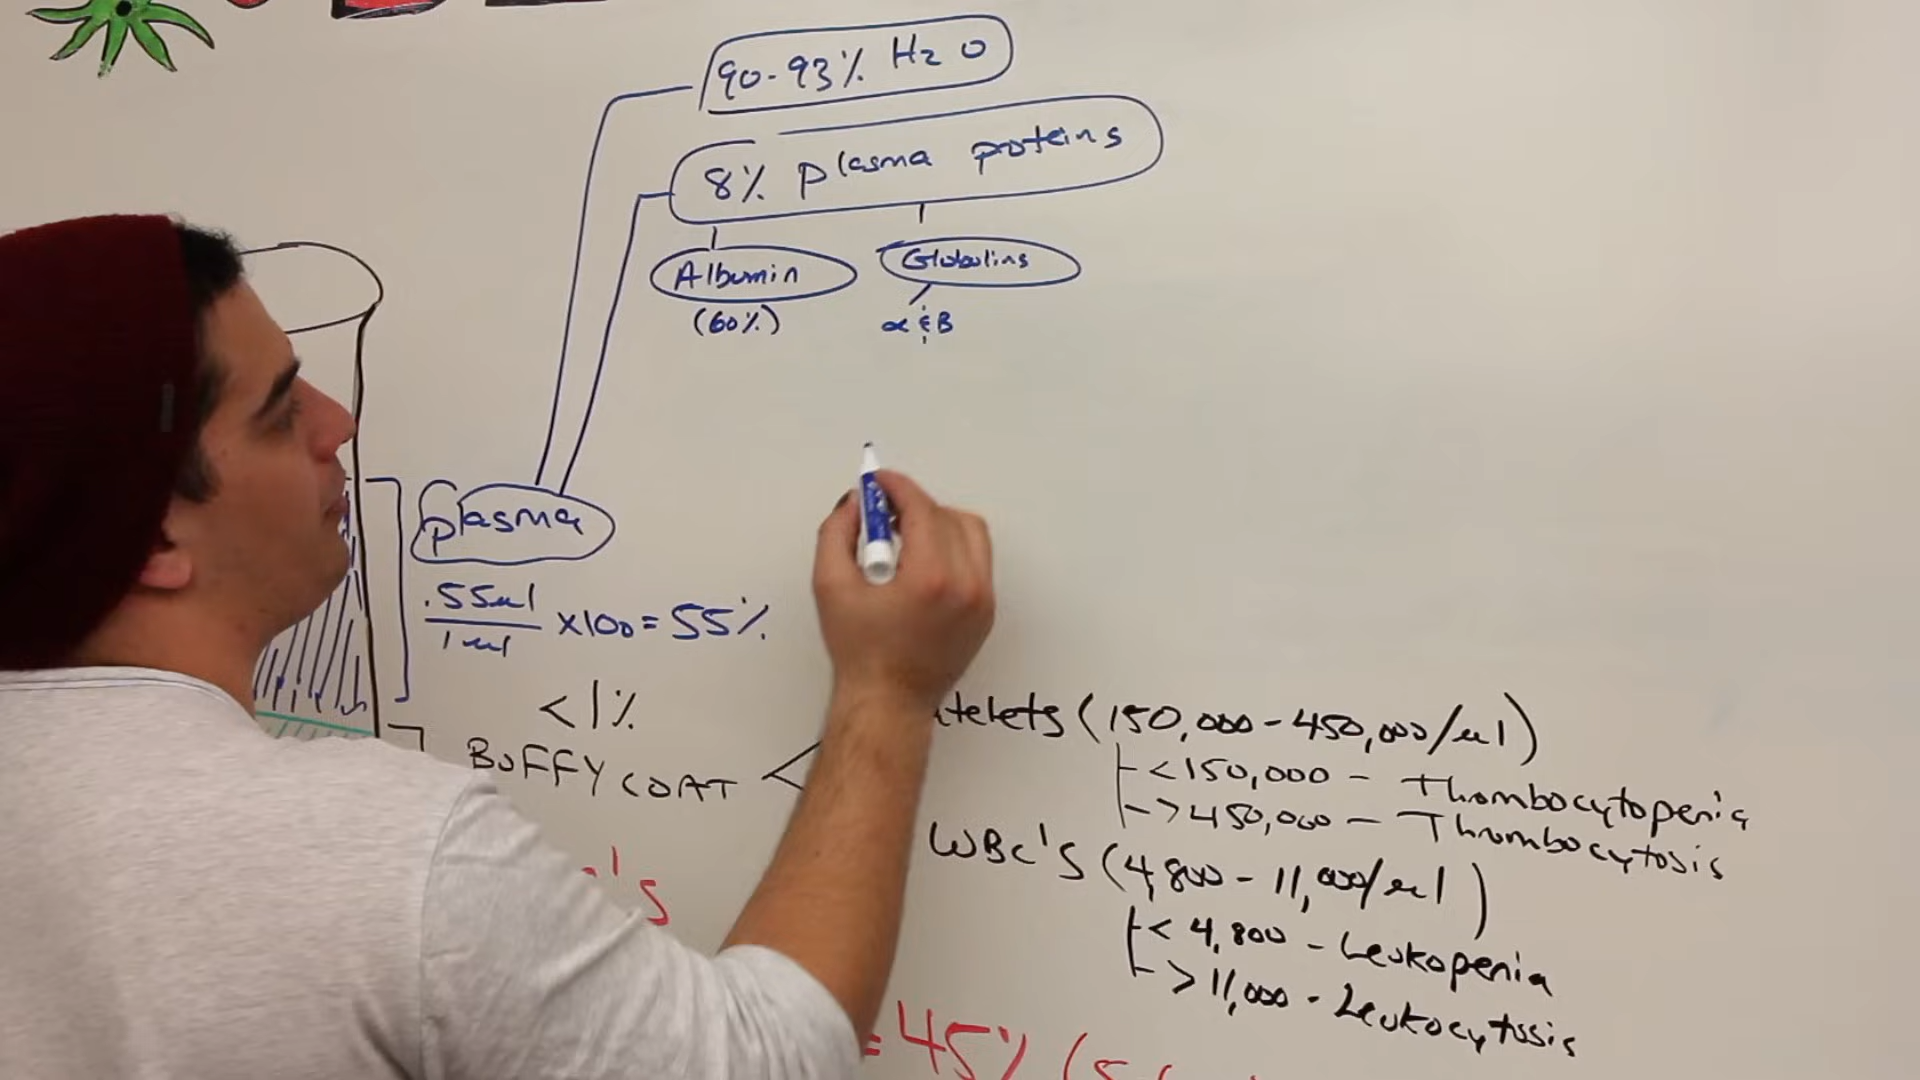 90-93% H2O
8% plasma proteins
Albumin
(60%)
Globulins
α & B
plasma
.55ml
1ml
x100 = 55%
<1%
BUFFY COAT
(150,000-450,000/ul)
<150,000 - Thombocytopenia
>450,000 - Thrombocytosis
WBC'S (4,800-11,000/ul)
<4,800 - Leukopenia
>11,000 - Leukocytosis
=45%